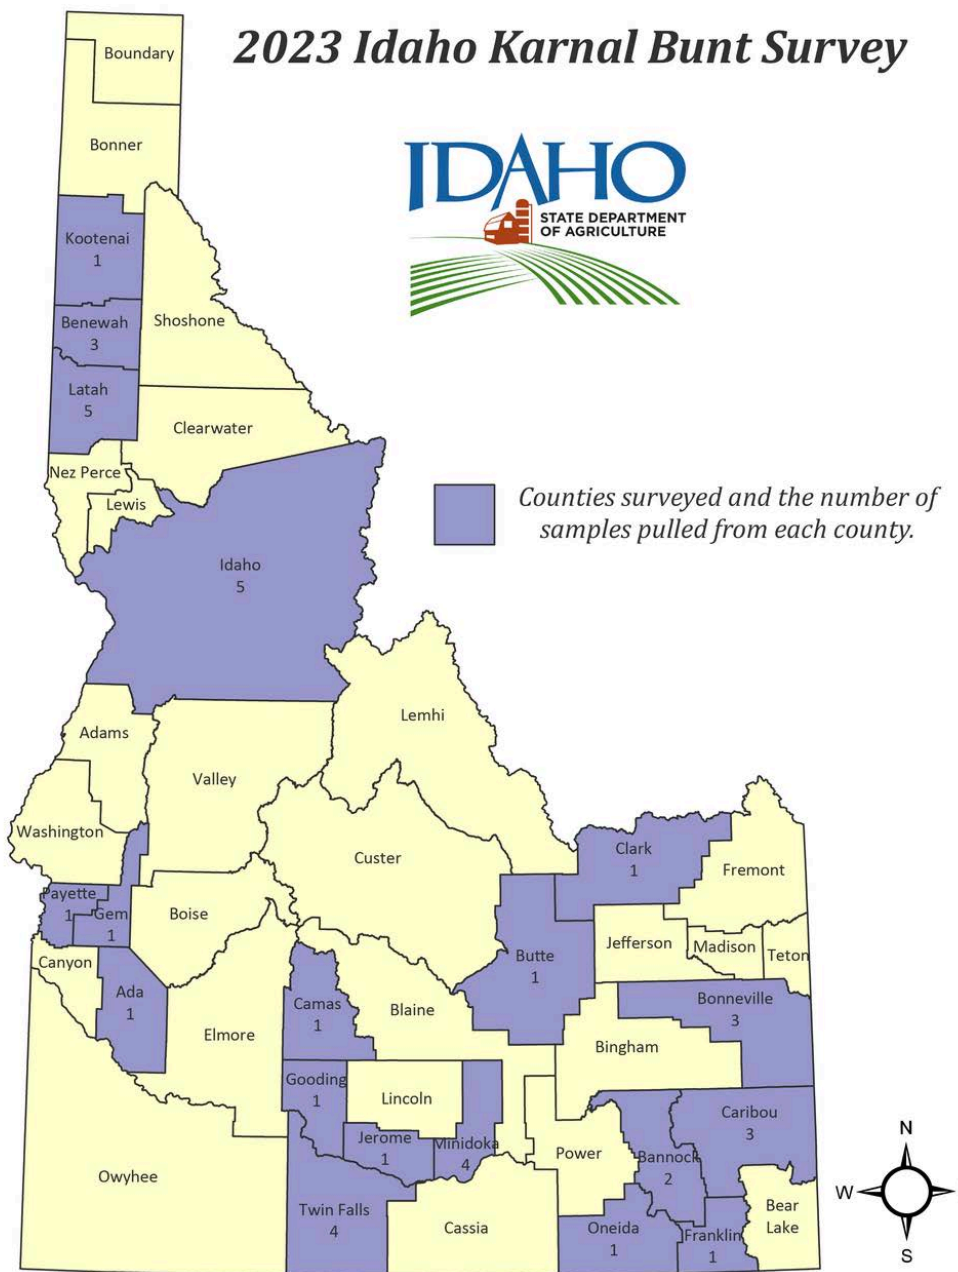 2023 Idaho Karnal Bunt Survey
IDAHO
STATE DEPARTMENT
OF AGRICULTURE
Boundary
Bonner
Kootenai
1
Benewah
3
Shoshone
Latah
5
Clearwater
Nez Perce
Lewis
Counties surveyed and the number of
samples pulled from each county.
Idaho
5
Lemhi
Adams
Valley
Washington
Custer
Clark
1
Fremont
Payette
1
Gem
1
Boise
Jefferson
Madison
Teton
Canyon
Butte
1
Ada
1
Camas
1
Blaine
Bonneville
3
Elmore
Bingham
Gooding
1
Lincoln
Caribou
3
Jerome
1
Minidoka
4
Power
Bannock
2
Owyhee
Twin Falls
4
Cassia
Oneida
1
Franklin
1
Bear
Lake
N
W
S